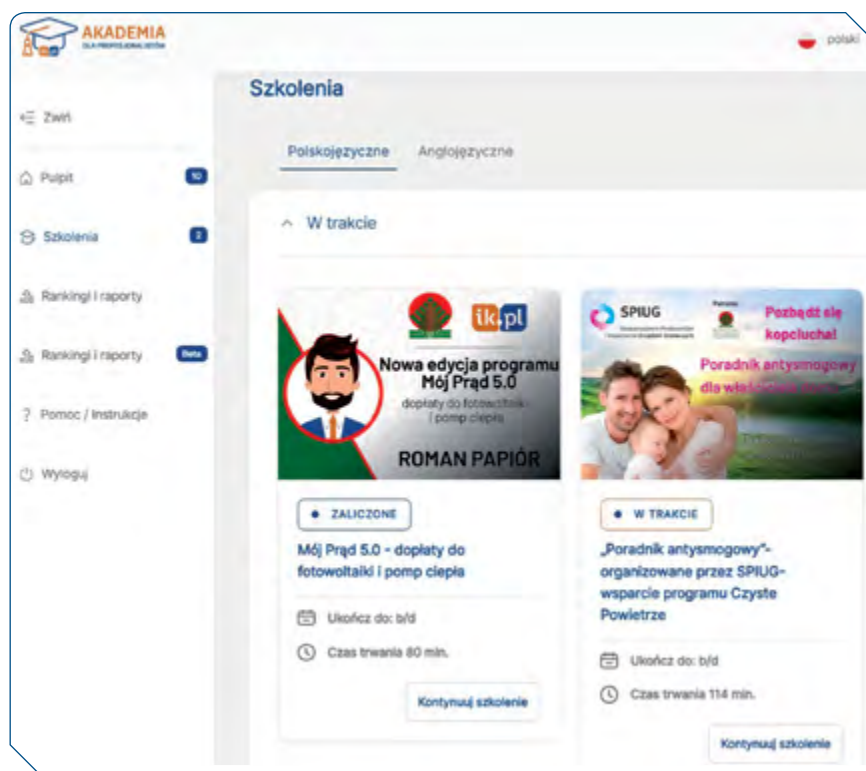 AKADEMIA
DLA PROFESJONALISTÓW
polski
Zwiń
Pulpit 10
Szkolenia 2
Rankingi i raporty
Rankingi i raporty Beta
Pomoc / Instrukcje
Wyloguj
Szkolenia
Polskojęzyczne Anglojęzyczne
W trakcie
ik.pl
Nowa edycja programu
Mój Prąd 5.0
dopłaty do fotowoltaiki
i pomp ciepła
ROMAN PAPIÓR
ZALICZONE
Mój Prąd 5.0 - dopłaty do
fotowoltaiki i pomp ciepła
Ukończ do: b/d
Czas trwania 80 min.
Kontynuuj szkolenie
SPIUG
Pozbądź się
kopciucha!
Poradnik antysmogowy
dla właścicieli
W TRAKCIE
„Poradnik antysmogowy"-
organizowane przez SPIUG-
wsparcie programu Czyste
Powietrze
Ukończ do: b/d
Czas trwania 114 min.
Kontynuuj szkolenie